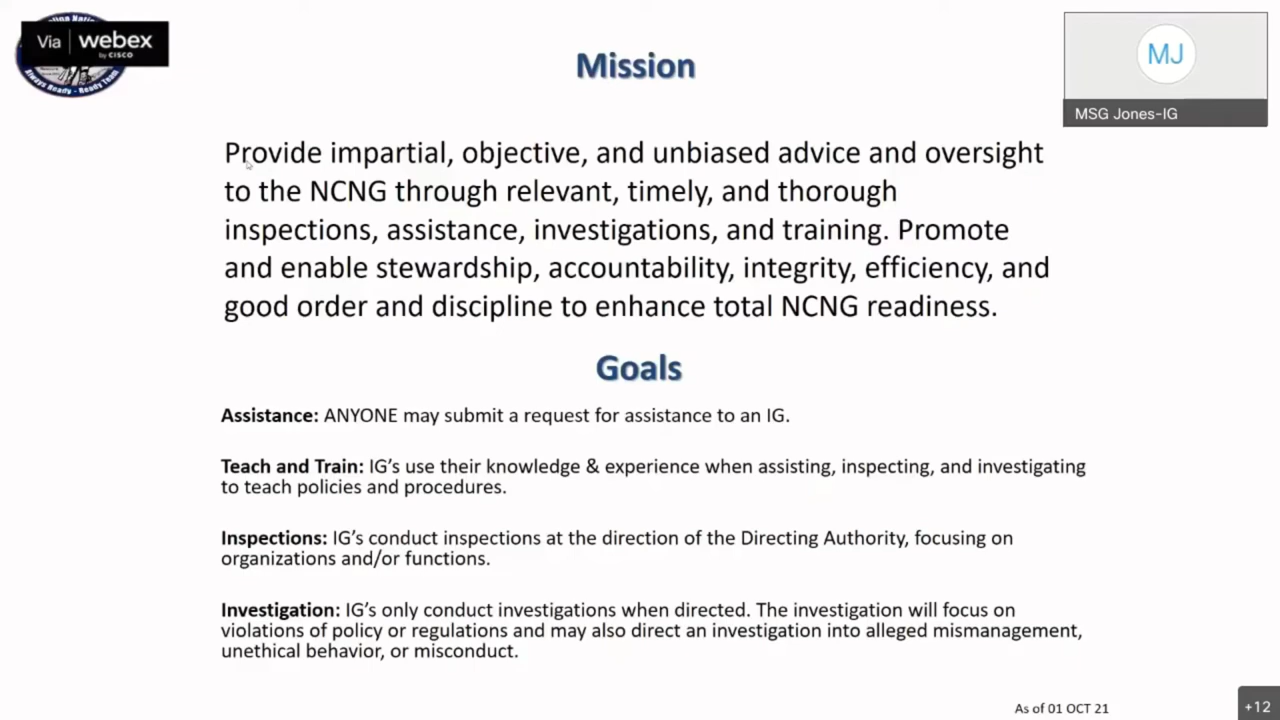 Via webex
by CISCO
Always Ready - Ready Team
MJ
MSG Jones-IG
Mission
Provide impartial, objective, and unbiased advice and oversight
to the NCNG through relevant, timely, and thorough
inspections, assistance, investigations, and training. Promote
and enable stewardship, accountability, integrity, efficiency, and
good order and discipline to enhance total NCNG readiness.
Goals
Assistance: ANYONE may submit a request for assistance to an IG.
Teach and Train: IG's use their knowledge & experience when assisting, inspecting, and investigating
to teach policies and procedures.
Inspections: IG's conduct inspections at the direction of the Directing Authority, focusing on
organizations and/or functions.
Investigation: IG's only conduct investigations when directed. The investigation will focus on
violations of policy or regulations and may also direct an investigation into alleged mismanagement,
unethical behavior, or misconduct.
As of 01 OCT 21
+12